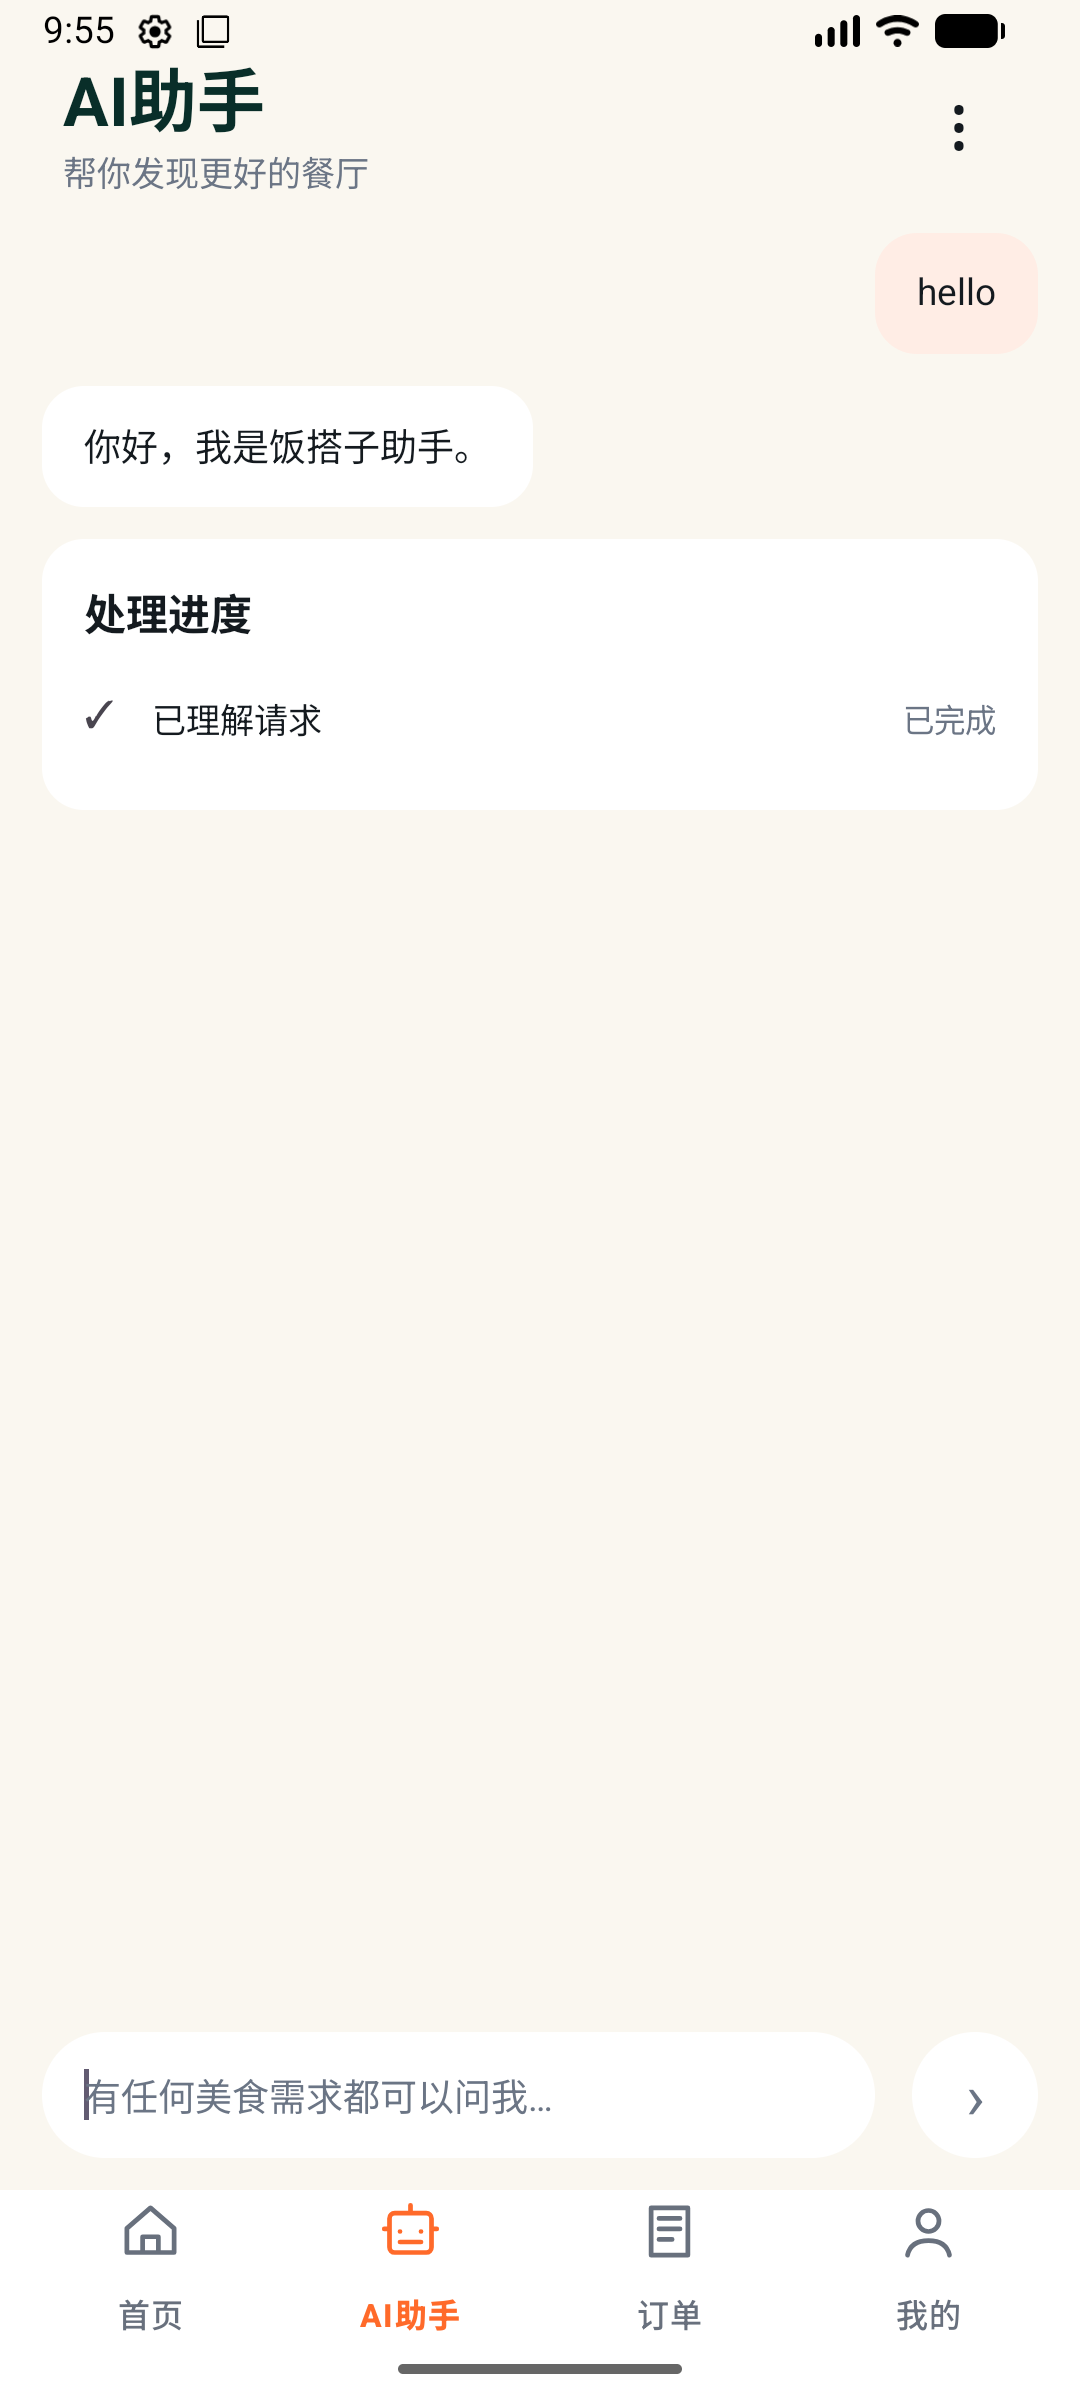 9:55
AI助手
帮你发现更好的餐厅
hello
你好，我是饭搭子助手。
处理进度
✓ 已理解请求 已完成
有任何美食需求都可以问我...
›
首页 AI助手 订单 我的